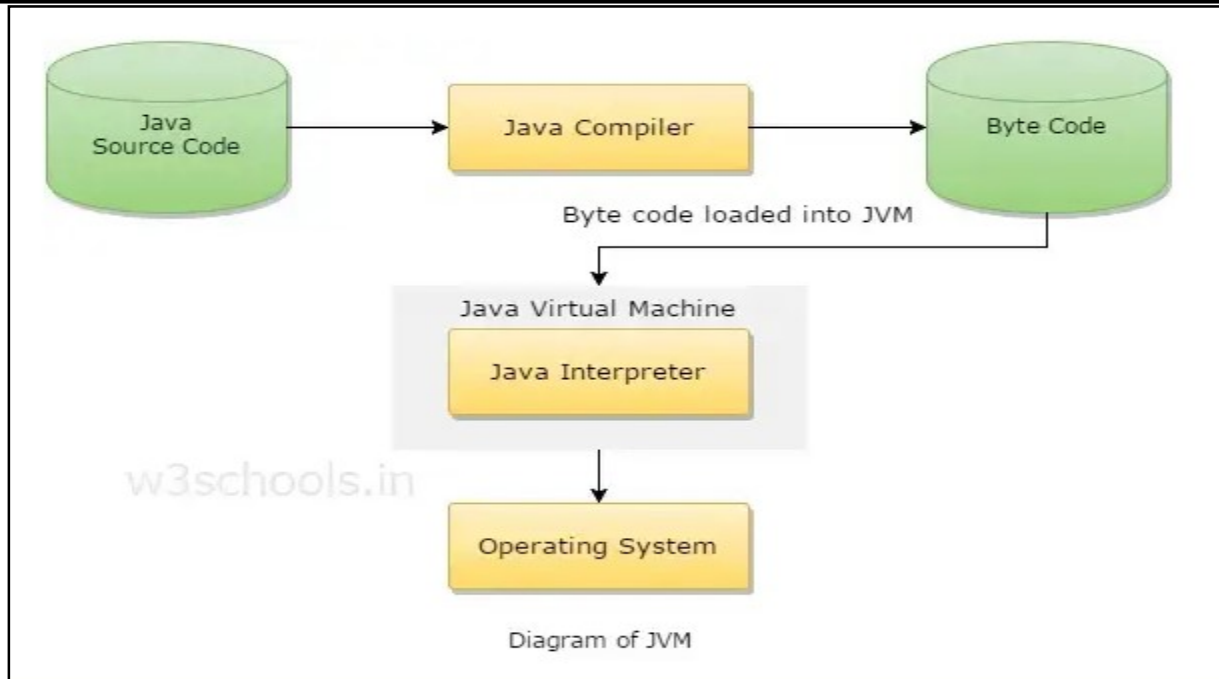 Java
Source Code
Java Compiler
Byte Code
Byte code loaded into JVM
Java Virtual Machine
Java Interpreter
w3schools.in
Operating System
Diagram of JVM